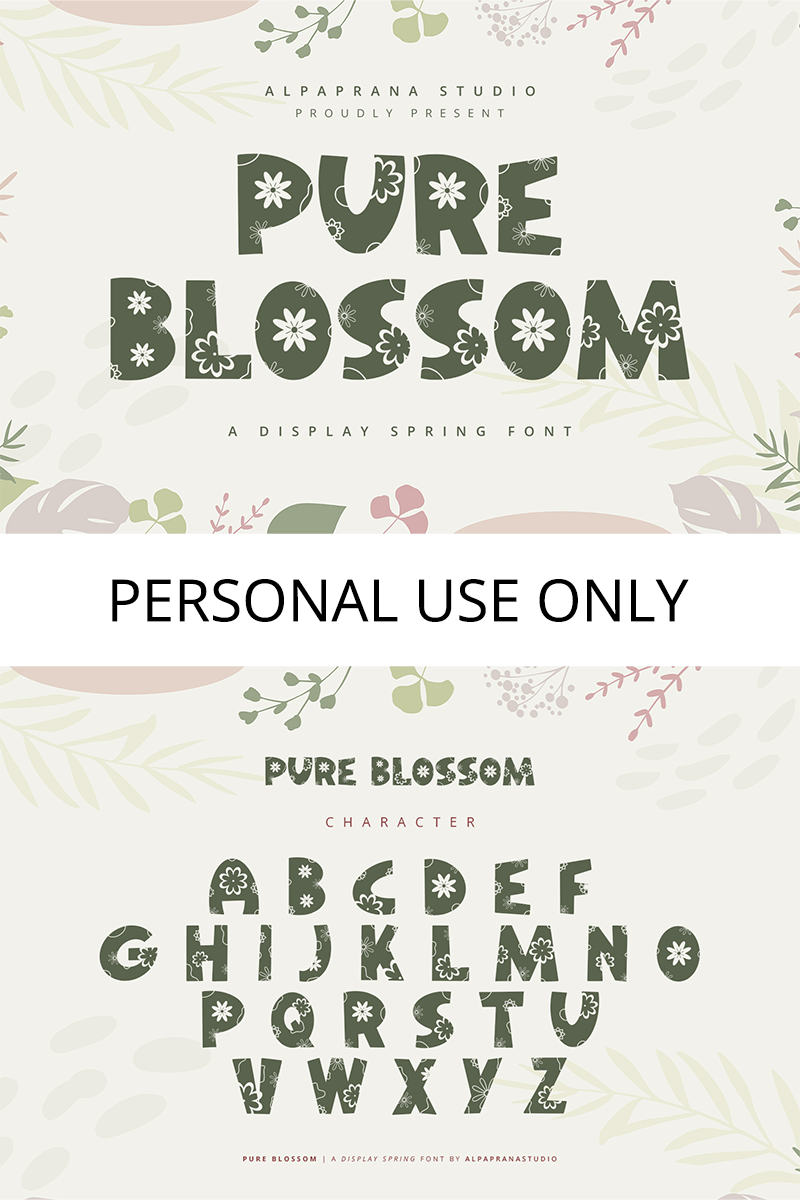 ALPAPRANA STUDIO
PROUDLY PRESENT
PURE
BLOSSOM
A DISPLAY SPRING FONT
PERSONAL USE ONLY
PURE BLOSSOM
CHARACTER
A B C D E F
G H I J K L M N O
P Q R S T U
V W X Y Z
PURE BLOSSOM | A DISPLAY SPRING FONT BY ALPAPRANASTUDIO